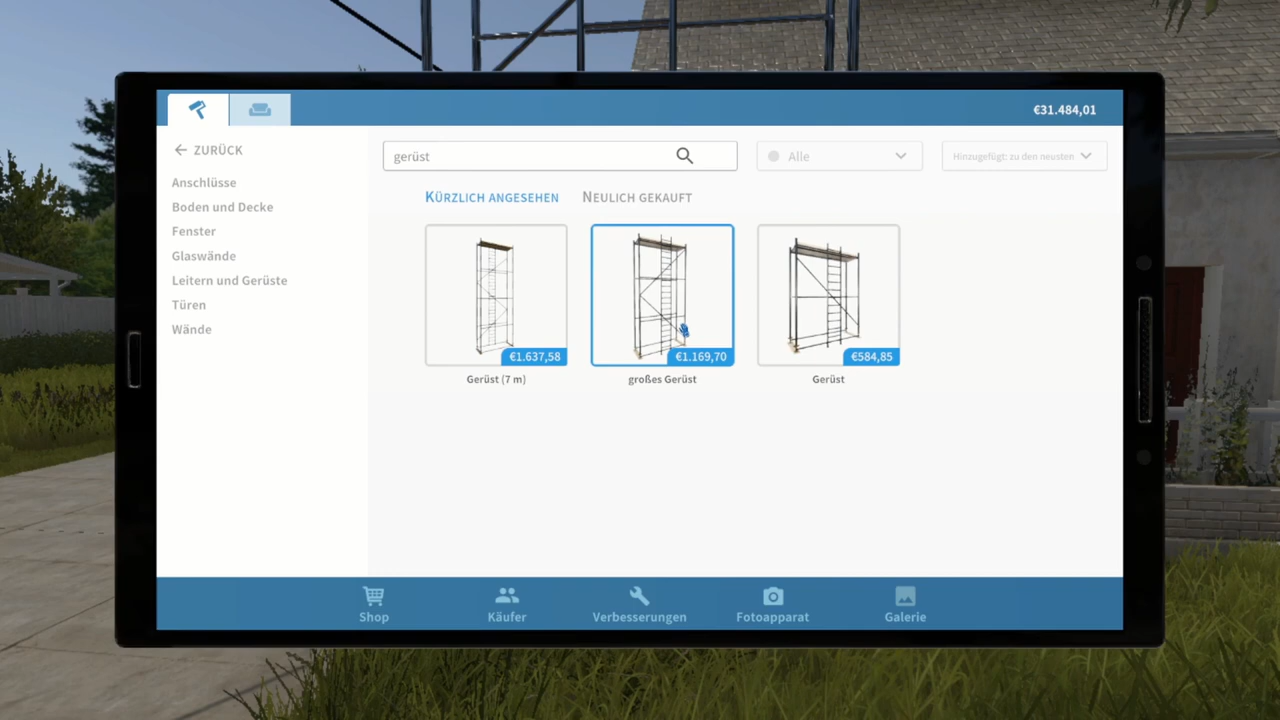 €31.484,01
ZURÜCK
Anschlüsse
Boden und Decke
Fenster
Glaswände
Leitern und Gerüste
Türen
Wände
gerüst
Alle
Hinzugefügt: zu den neusten
KÜRZLICH ANGESEHEN
NEULICH GEKAUFT
€1.637,58
Gerüst (7 m)
€1.169,70
großes Gerüst
€584,85
Gerüst
Shop
Käufer
Verbesserungen
Fotoapparat
Galerie